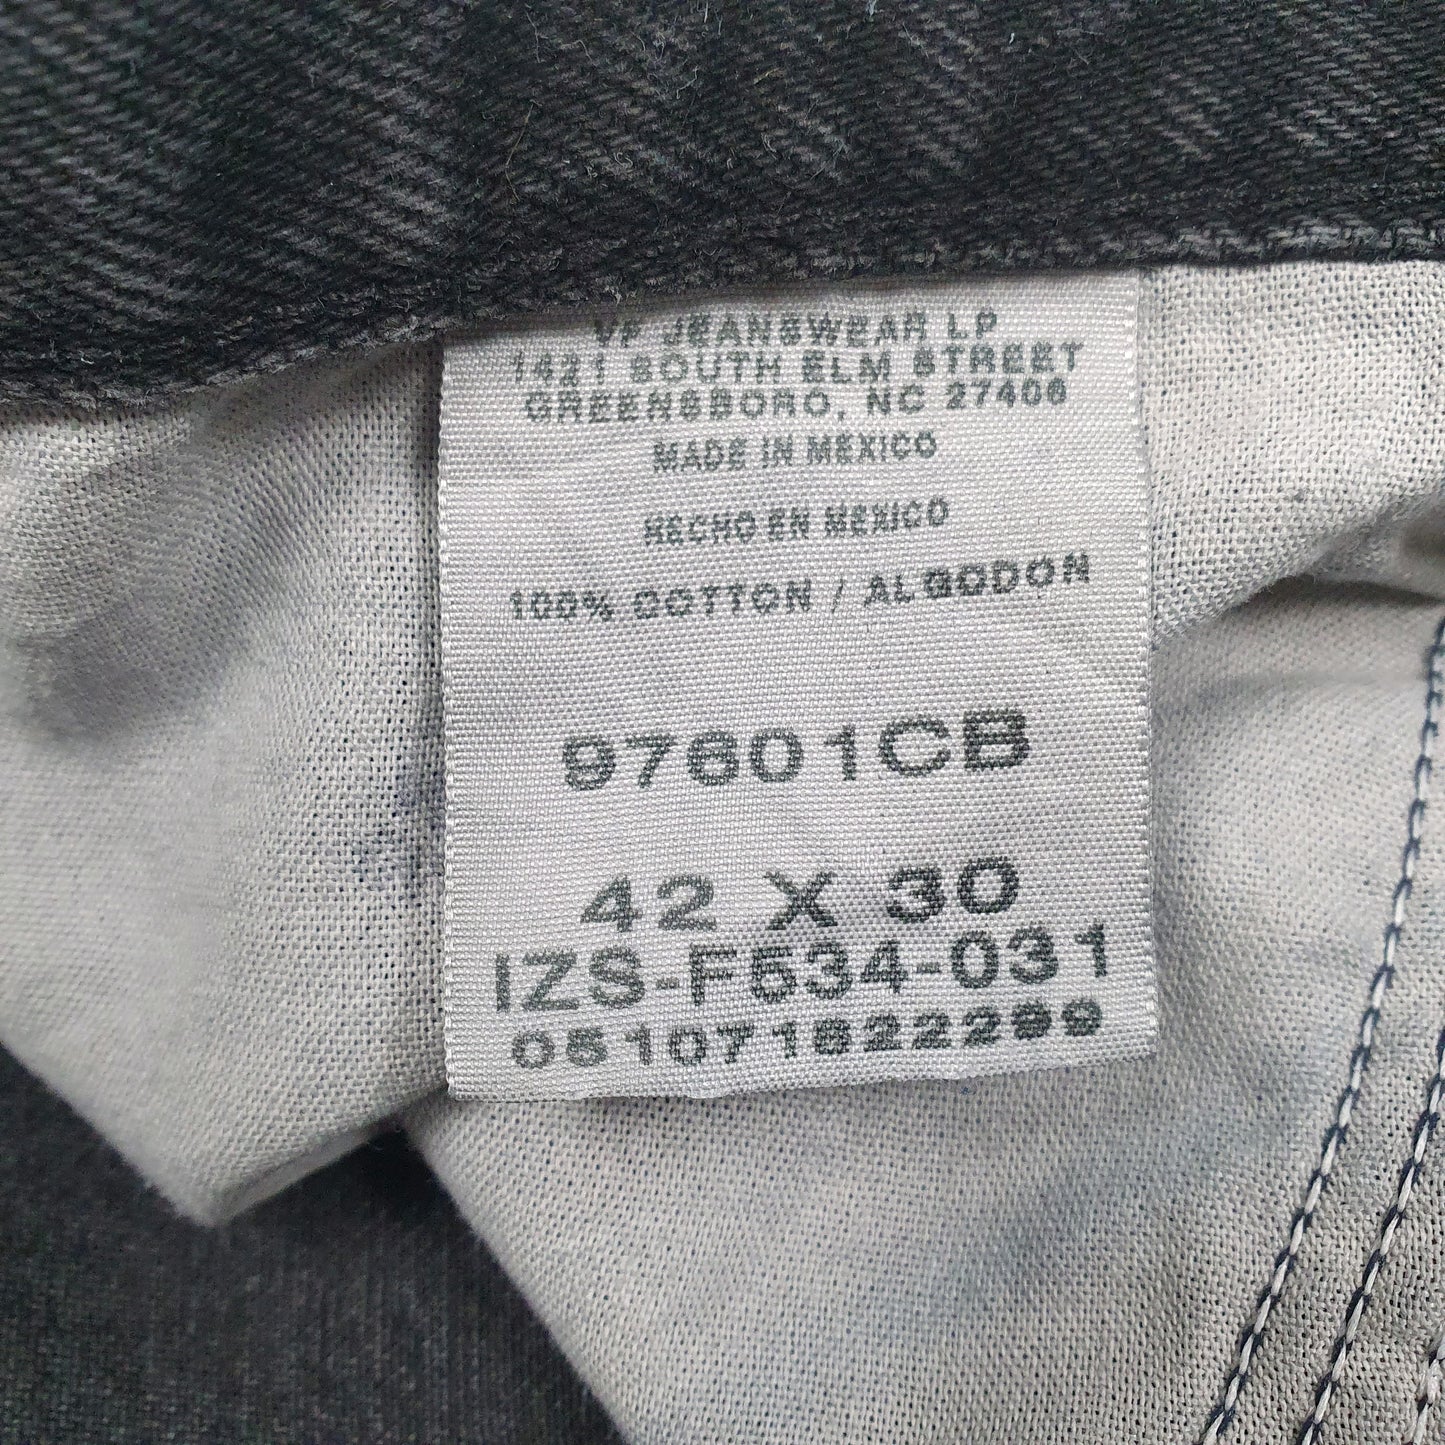 VF JEANSWEAR LP
1421 SOUTH ELM STREET
GREENSBORO, NC 27406
MADE IN MEXICO
HECHO EN MEXICO
100% COTTON / ALGODON
97601CB
42 X 30
IZS-F534-031
051071822299